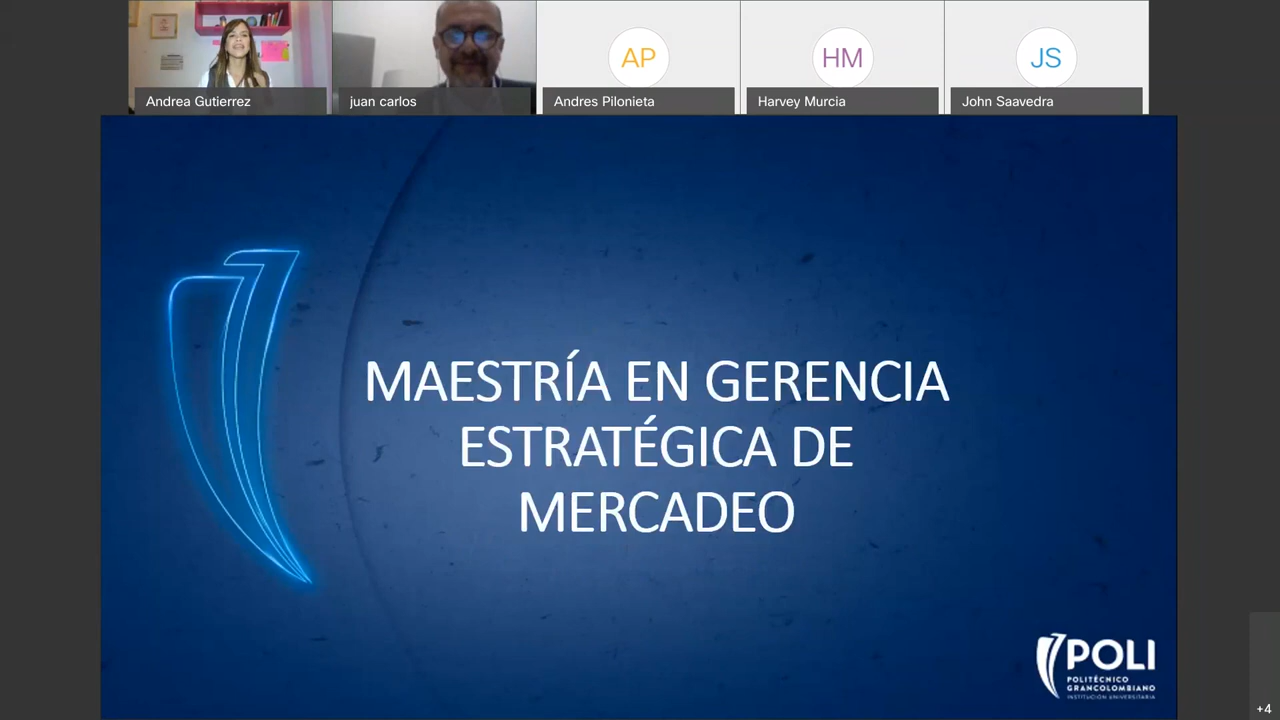 Andrea Gutierrez
juan carlos
AP
Andres Pilonieta
HM
Harvey Murcia
JS
John Saavedra
MAESTRÍA EN GERENCIA
ESTRATÉGICA DE
MERCADEO
POLI
POLITÉCNICO
GRANCOLOMBIANO
INSTITUCIÓN UNIVERSITARIA
+4